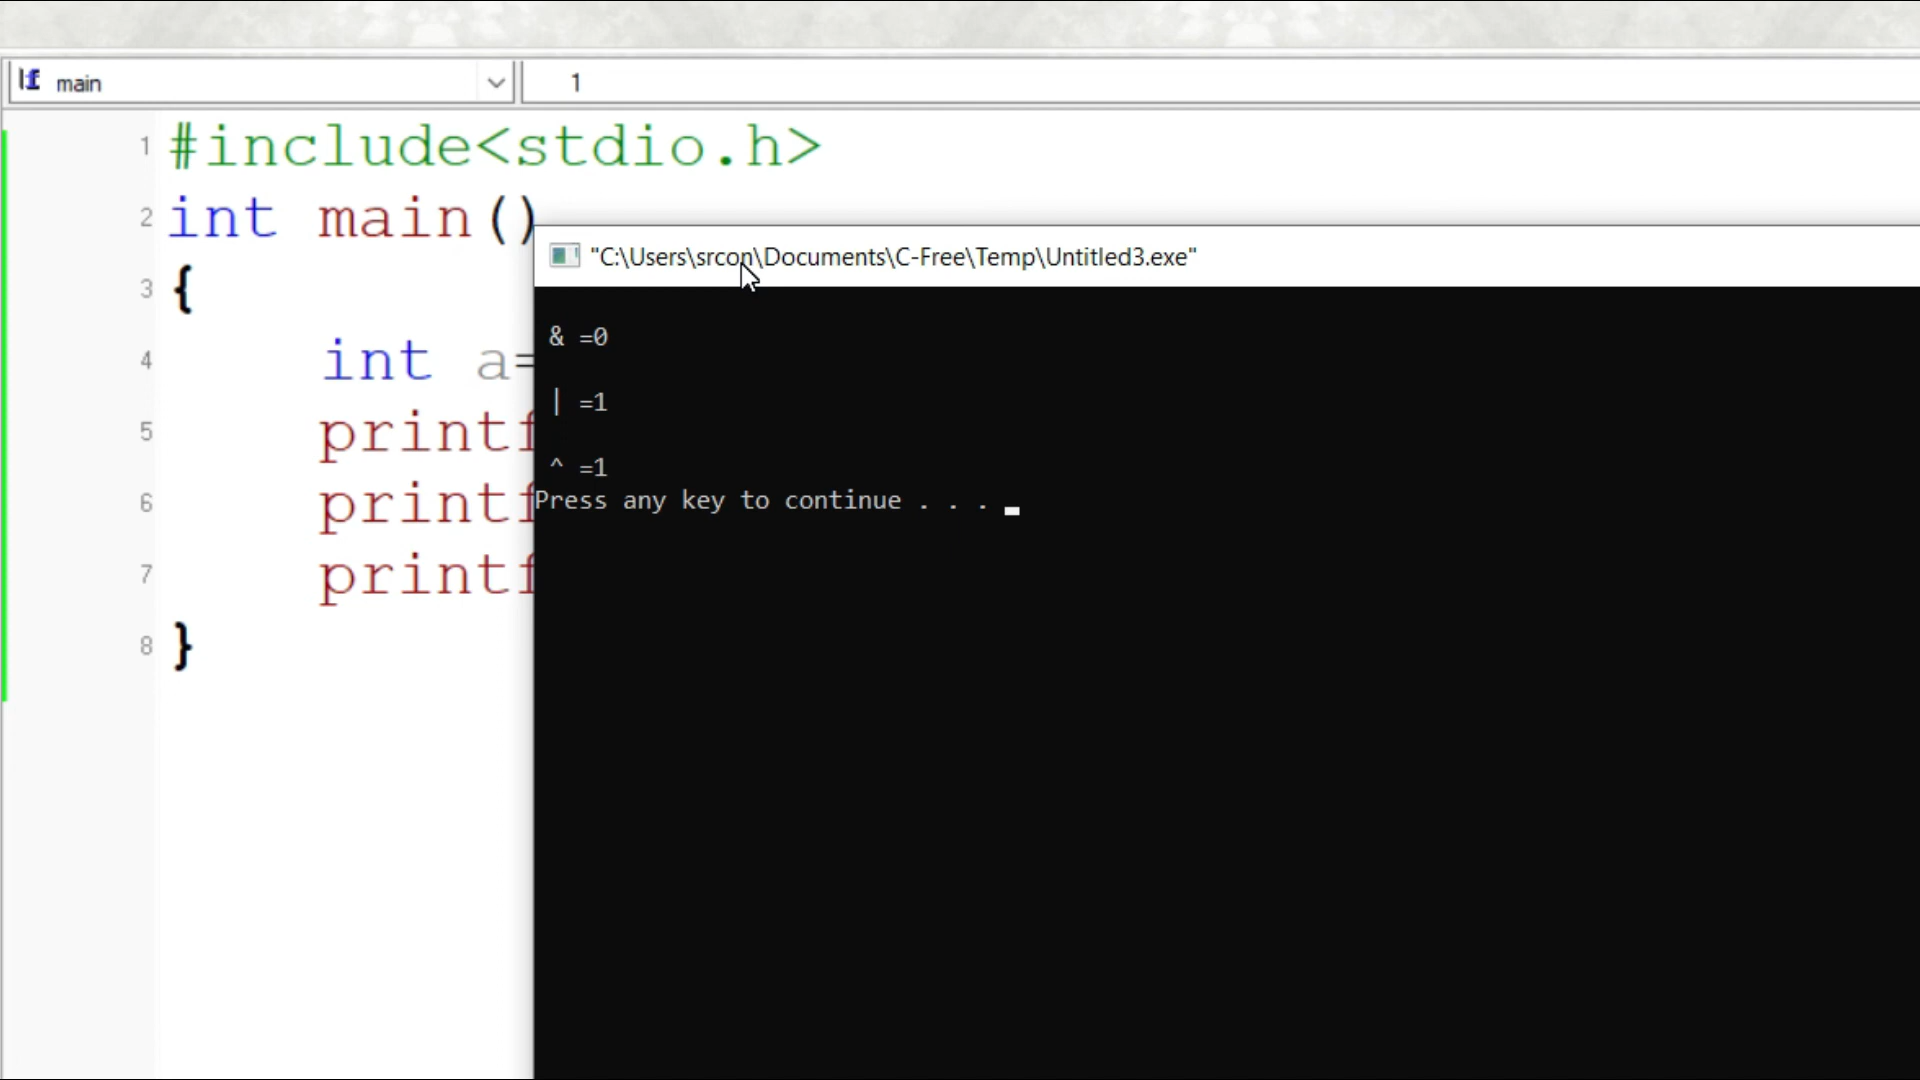 main
1
1 #include<stdio.h>
2 int main()
3 {
4 int a=
5 printf
6 printf
7 printf
8 }
"C:\Users\srcon\Documents\C-Free\Temp\Untitled3.exe"
& =0
| =1
^ =1
Press any key to continue . . .